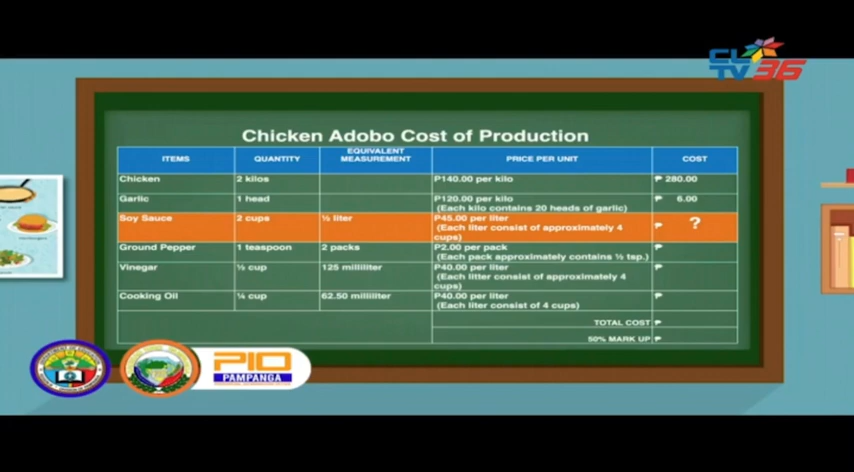 CL
TV36
Chicken Adobo Cost of Production
ITEMS QUANTITY EQUIVALENT MEASUREMENT PRICE PER UNIT COST
Chicken 2 kilos P140.00 per kilo ₱ 280.00
Garlic 1 head P120.00 per kilo ₱ 6.00
(Each kilo contains 20 heads of garlic)
Soy Sauce 2 cups ½ liter P45.00 per liter ₱ ?
(Each liter consist of approximately 4
cups)
Ground Pepper 1 teaspoon 2 packs P2.00 per pack ₱
(Each pack approximately contains ½ tsp.)
Vinegar ½ cup 125 milliliter P40.00 per liter ₱
(Each litter consist of approximately 4
cups)
Cooking Oil ¼ cup 62.50 milliliter P40.00 per liter ₱
(Each liter consist of 4 cups)
TOTAL COST ₱
50% MARK UP ₱
PIO
PAMPANGA